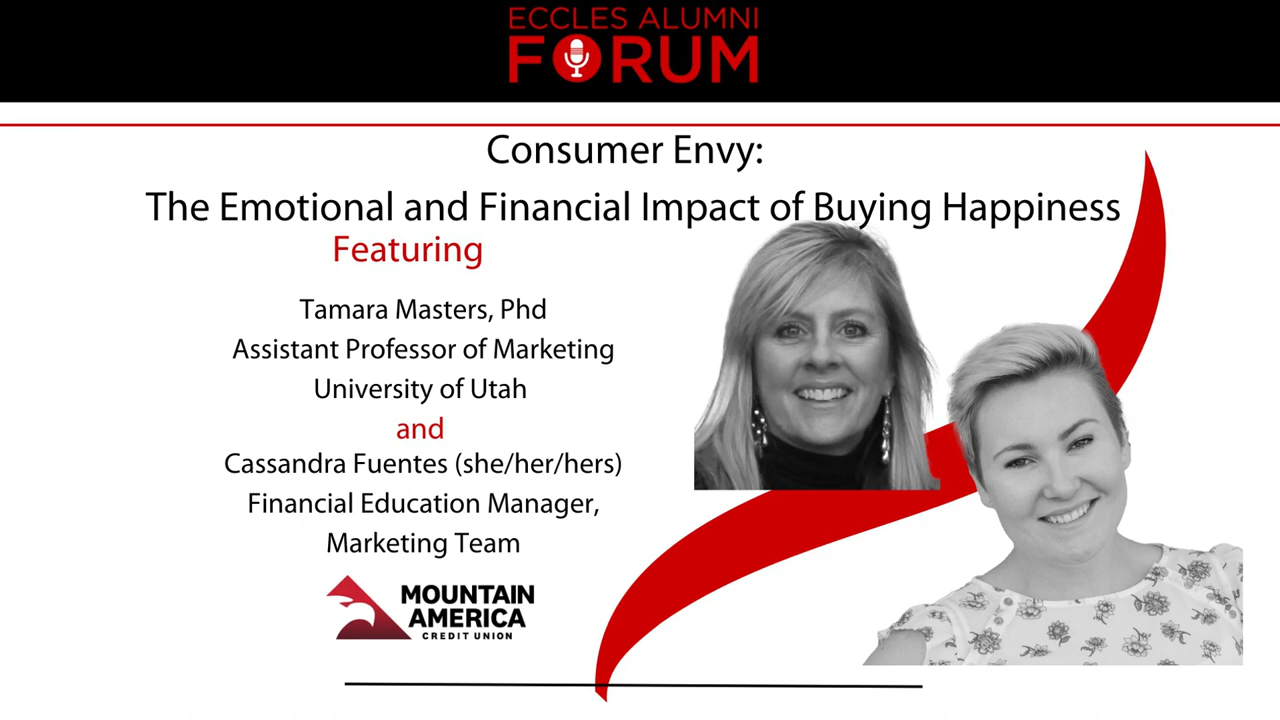 ECCLES ALUMNI
FORUM
Consumer Envy:
The Emotional and Financial Impact of Buying Happiness
Featuring
Tamara Masters, Phd
Assistant Professor of Marketing
University of Utah
and
Cassandra Fuentes (she/her/hers)
Financial Education Manager,
Marketing Team
MOUNTAIN
AMERICA
CREDIT UNION